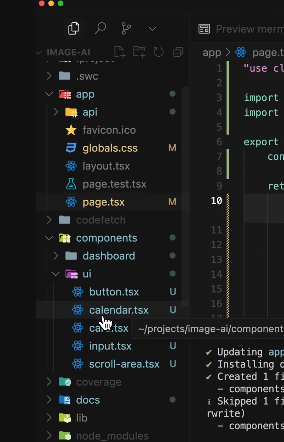 Preview merm
IMAGE-AI
app > page.t
.swc
app
api
favicon.ico
globals.css M
layout.tsx
page.test.tsx
page.tsx M
codefetch
components
dashboard
ui
button.tsx U
calendar.tsx U
~/projects/image-ai/component
input.tsx U
scroll-area.tsx U
coverage
docs
lib
node_modules
1 "use cl
2
3 import
4 import
5
6 export
7 con
8
9 ret
10
11
12
13
14
15
16
17
✔ Updating app
✔ Installing
✔ Created 1 fi
- components
i Skipped 1 fi
rwrite)
- components